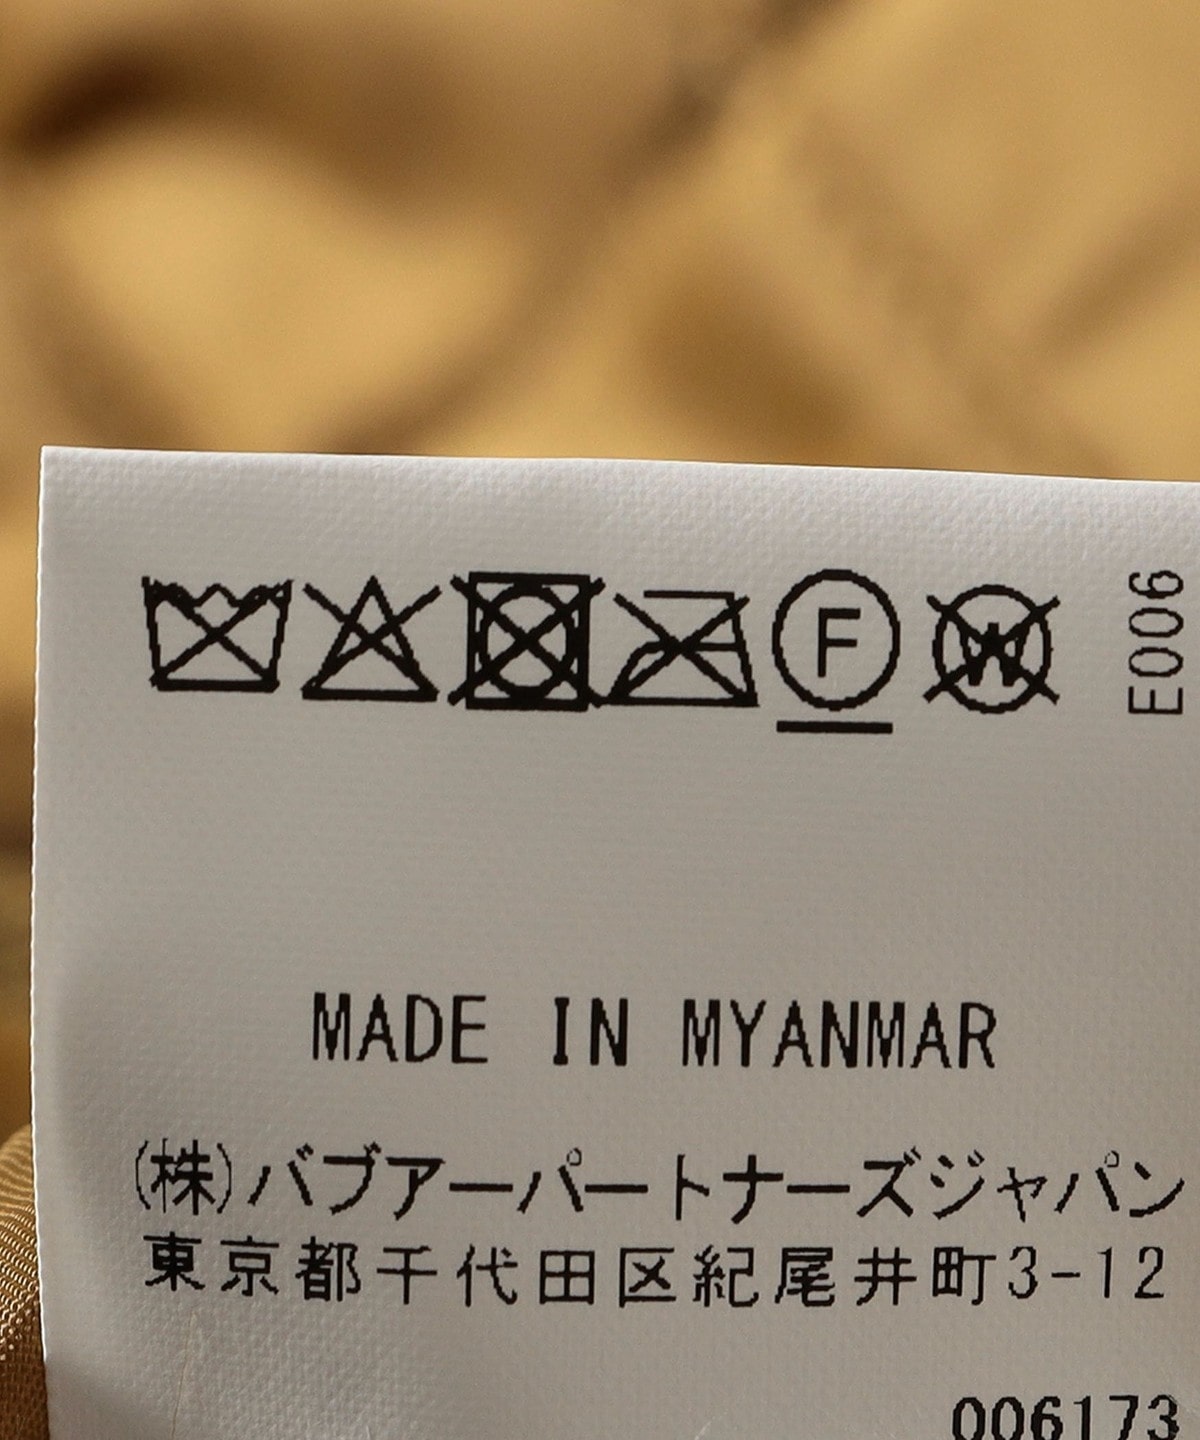 F
W
E006
MADE IN MYANMAR
(株)バブアーパートナーズジャパン
東京都千代田区紀尾井町3-12
006173